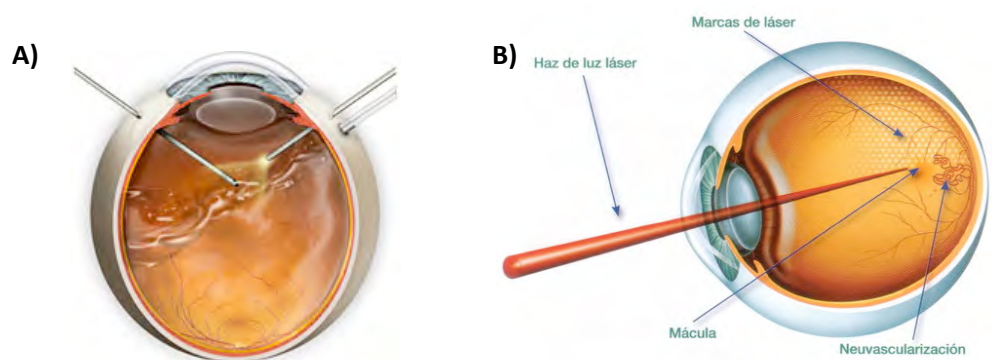 A)
B)
Marcas de láser
Haz de luz láser
Mácula
Neuvascularización